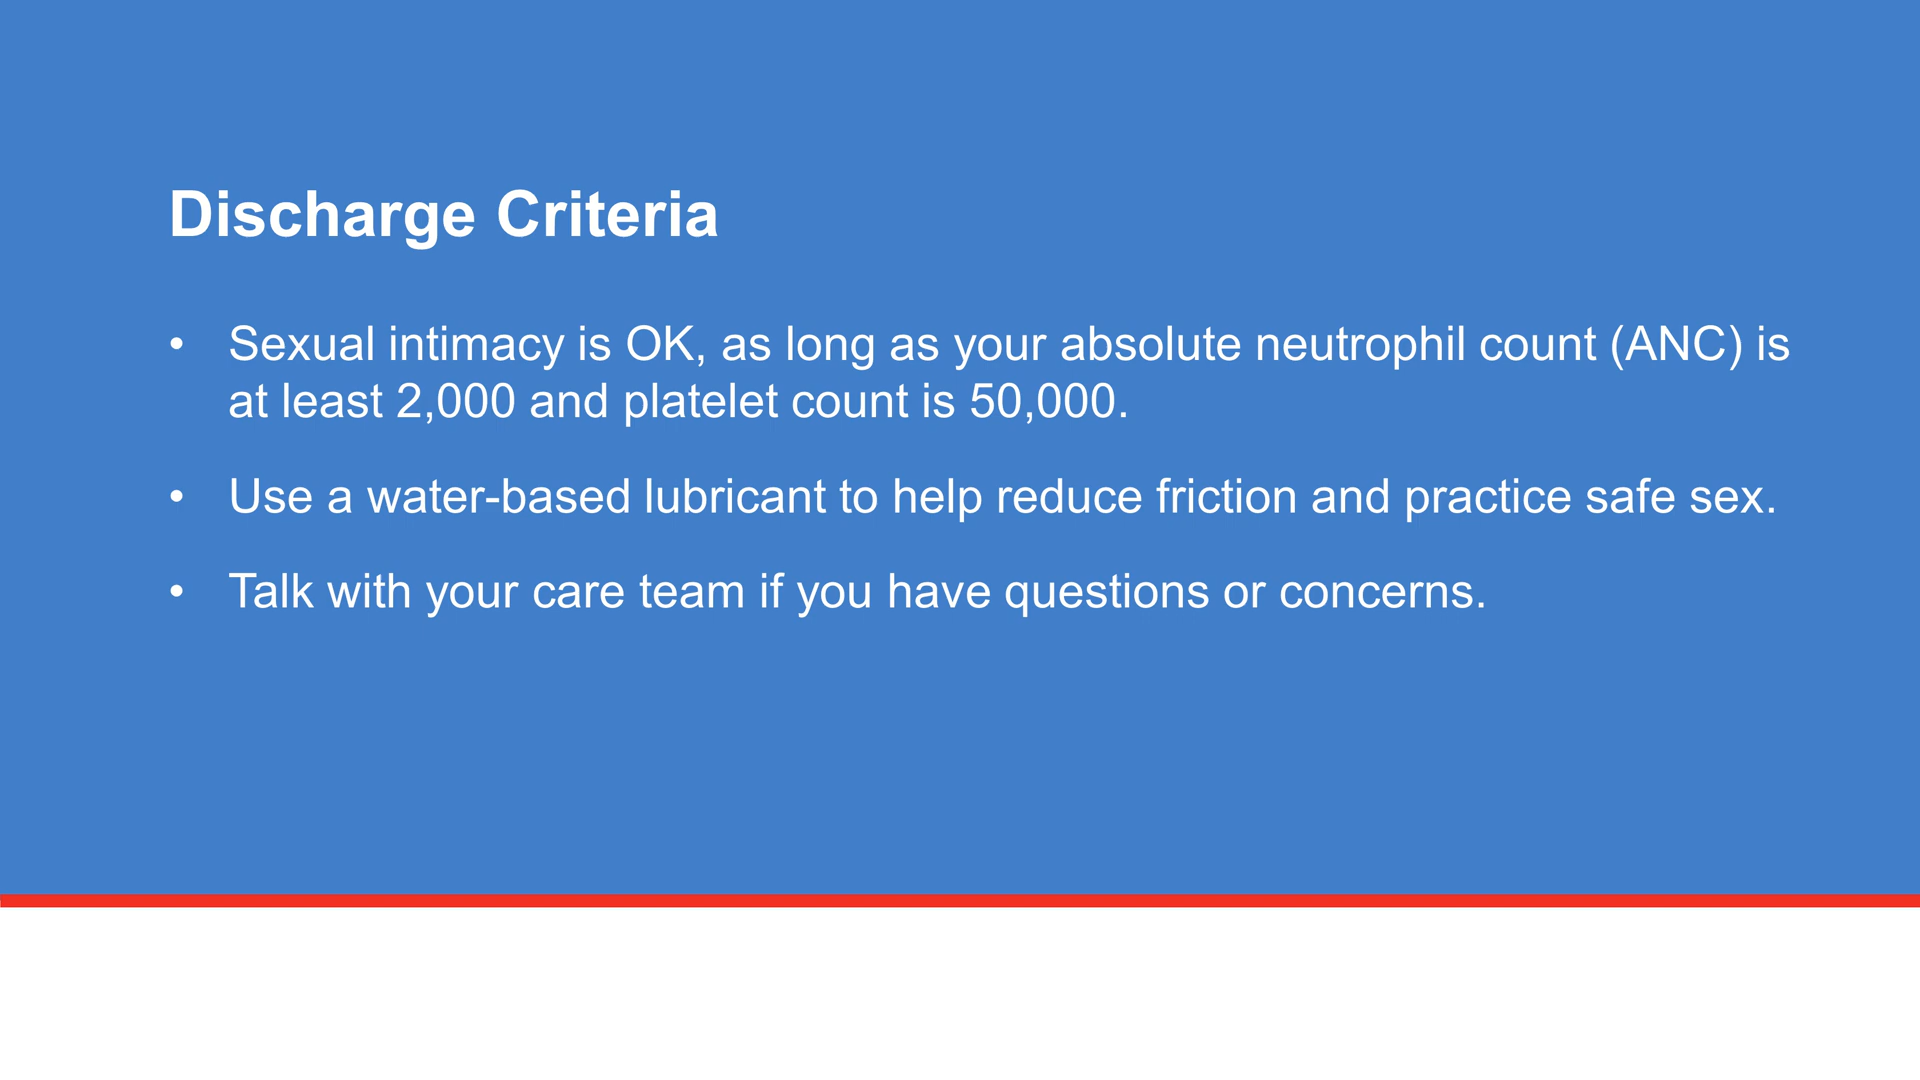 Discharge Criteria
• Sexual intimacy is OK, as long as your absolute neutrophil count (ANC) is
at least 2,000 and platelet count is 50,000.
• Use a water-based lubricant to help reduce friction and practice safe sex.
• Talk with your care team if you have questions or concerns.